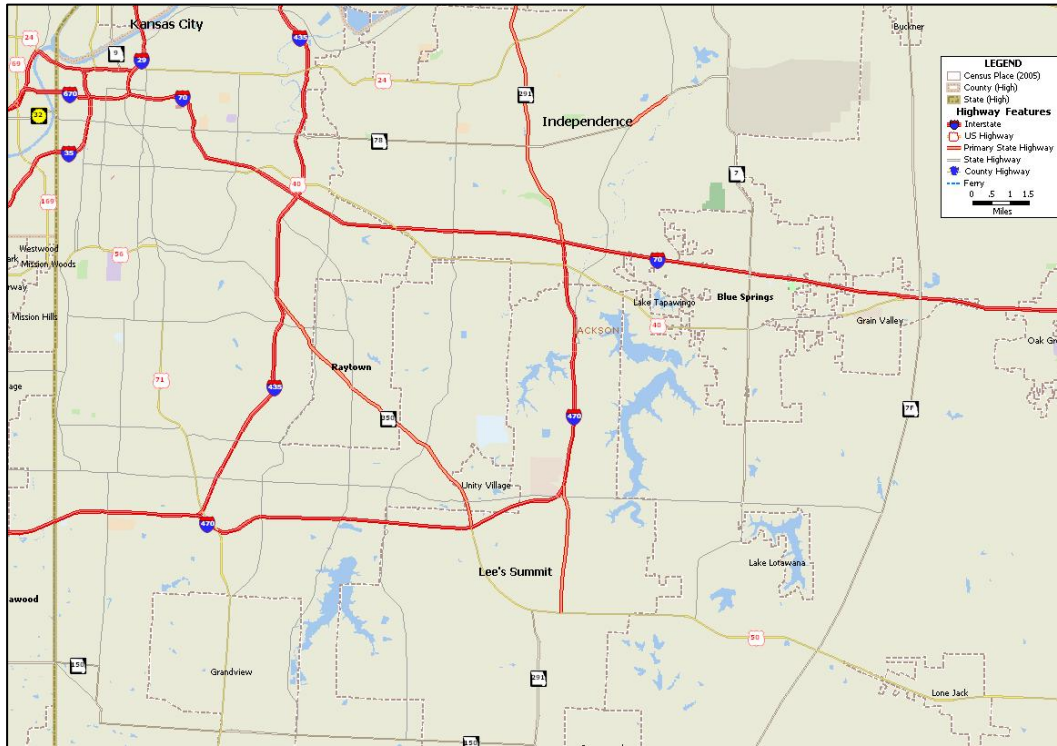 Kansas City
Buckner
24
9
69
29
435
24
LEGEND
Census Place (2005)
County (High)
State (High)
Highway Features
Interstate
US Highway
Primary State Highway
State Highway
County Highway
Ferry
0 .5 1 1.5
Miles
670
70
291
32
Independence
78
35
7
40
169
Westwood
Mission Woods
56
70
Lake Tapawingo
Blue Springs
Mission Hills
40
Grain Valley
ACKSON
Oak Gr
Raytown
71
435
350
470
7F
Unity Village
470
Lake Lotawana
Lee's Summit
awood
50
150
Grandview
291
Lone Jack
150